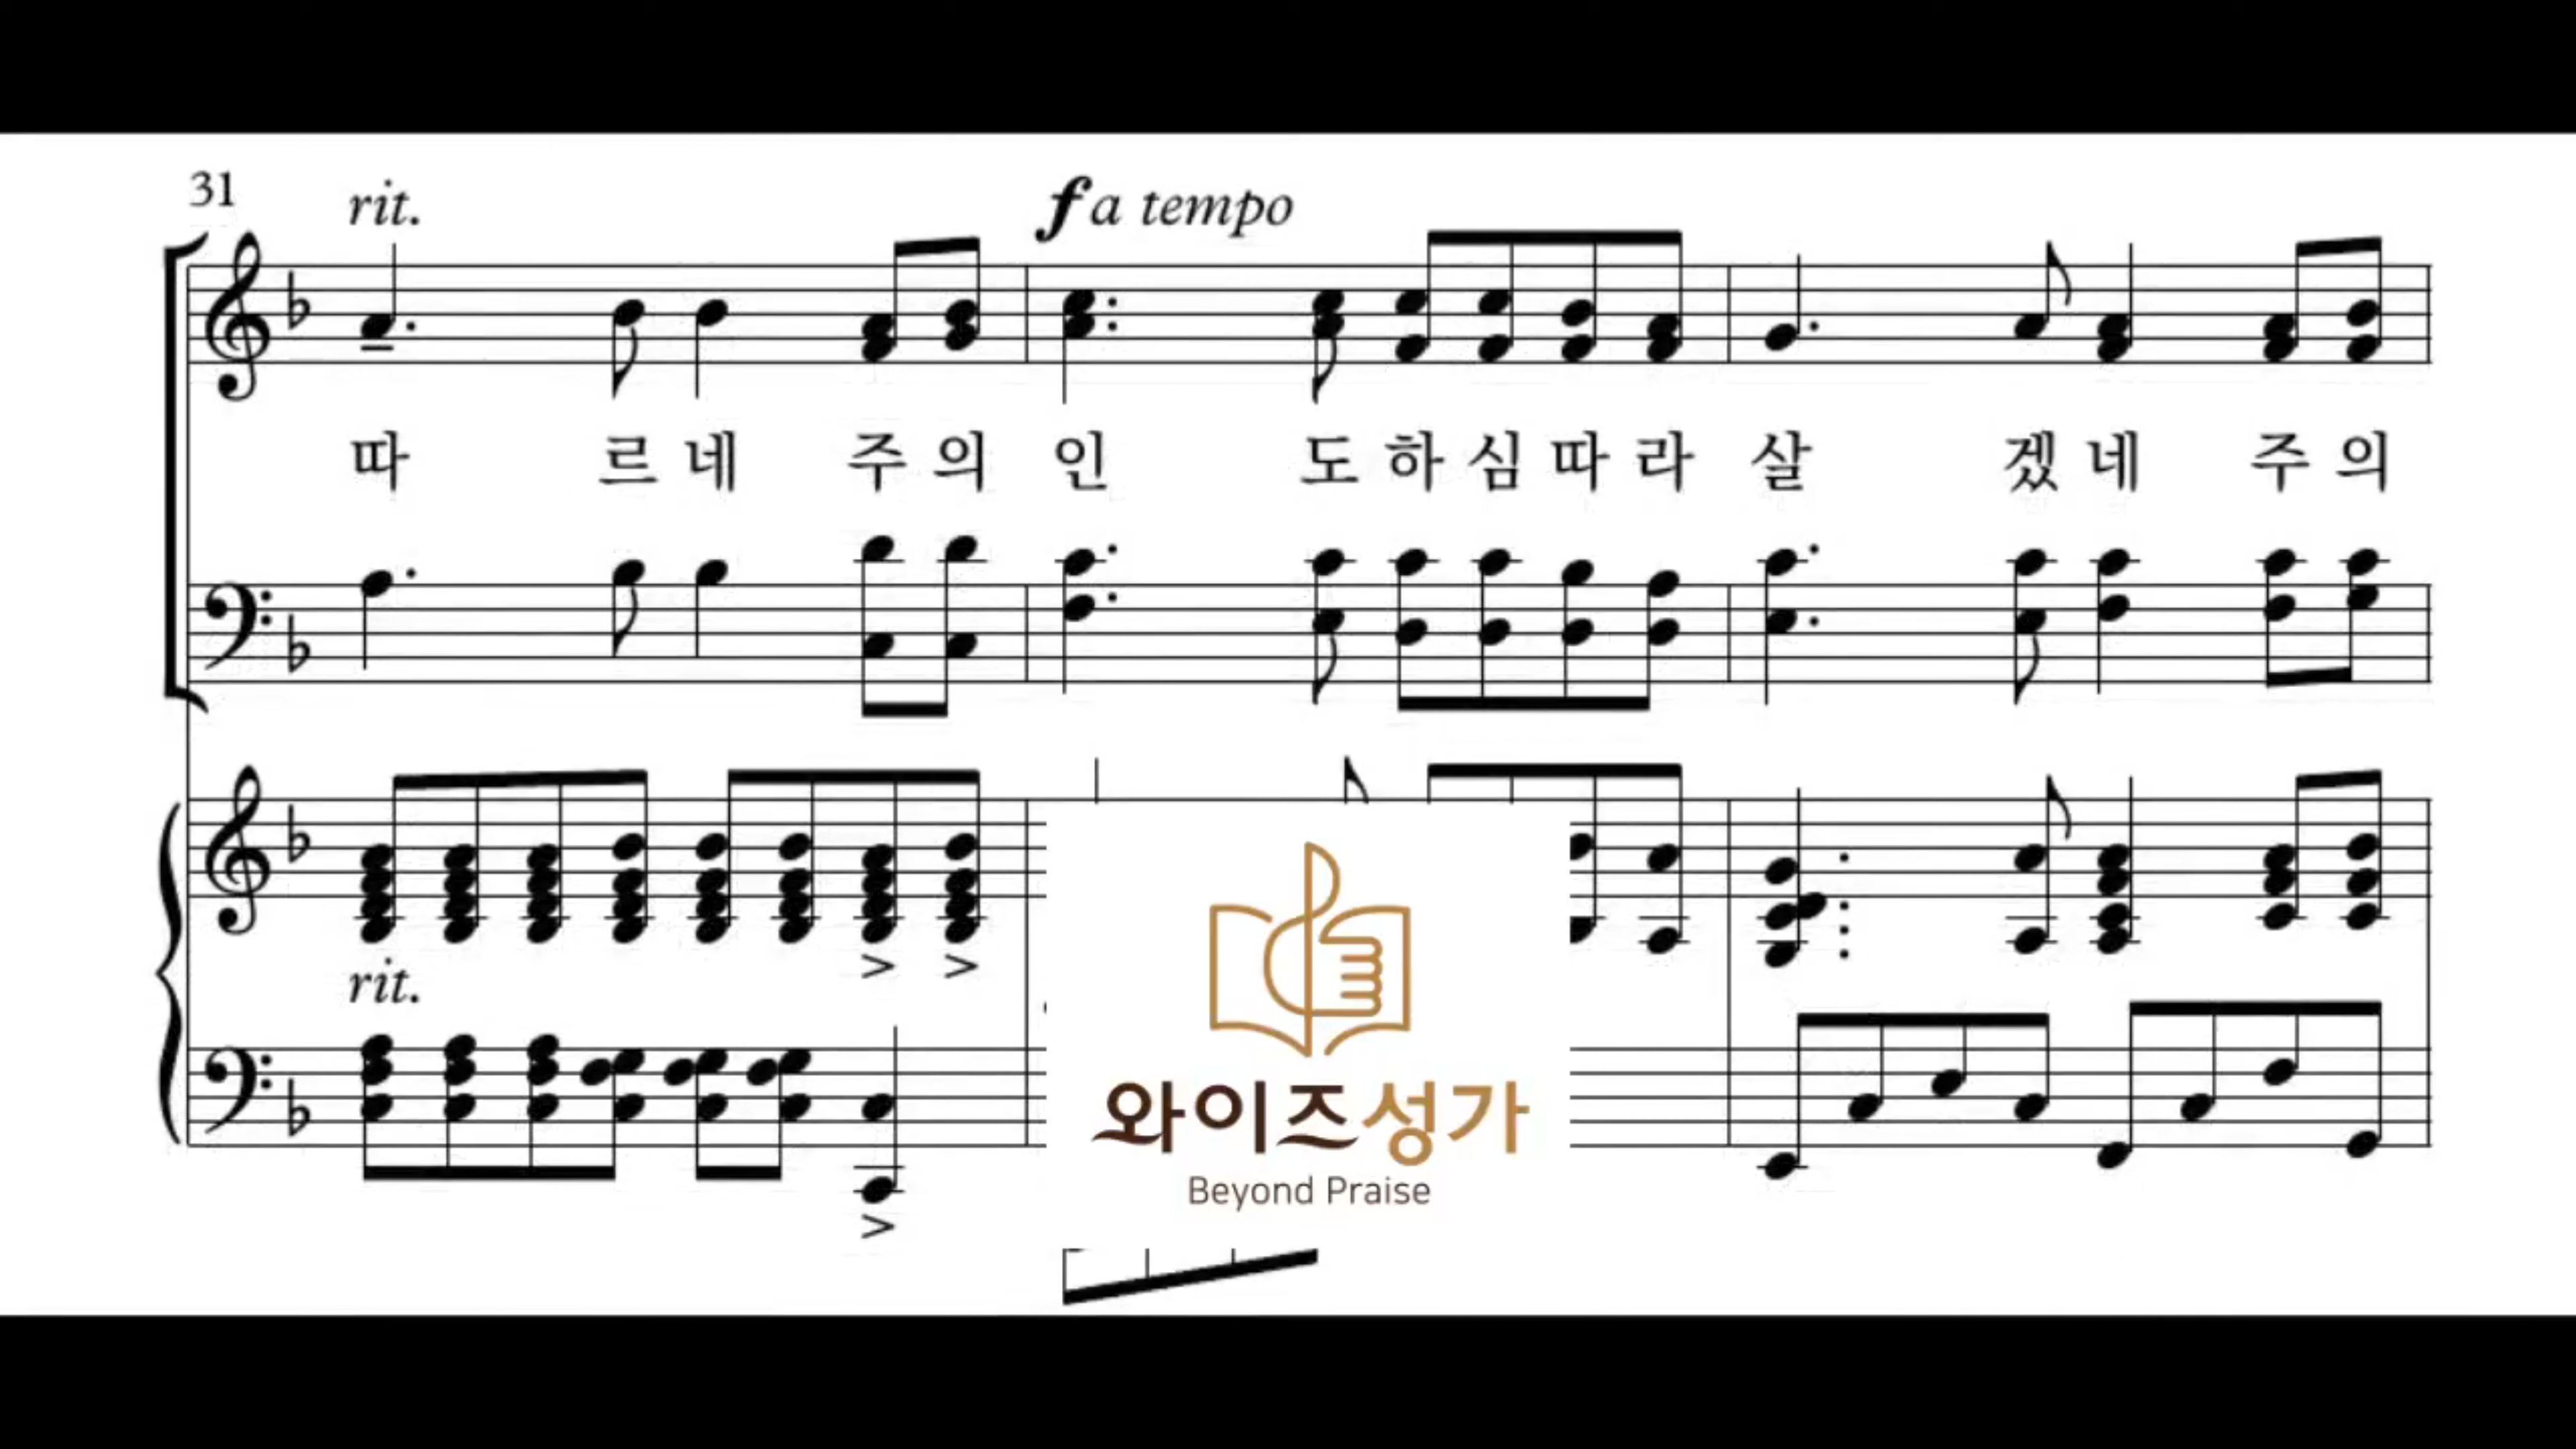 31
rit.
f a tempo
따 르 네 주 의 인 도 하 심 따 라 살 겠 네 주 의
rit.
와이즈성가
Beyond Praise